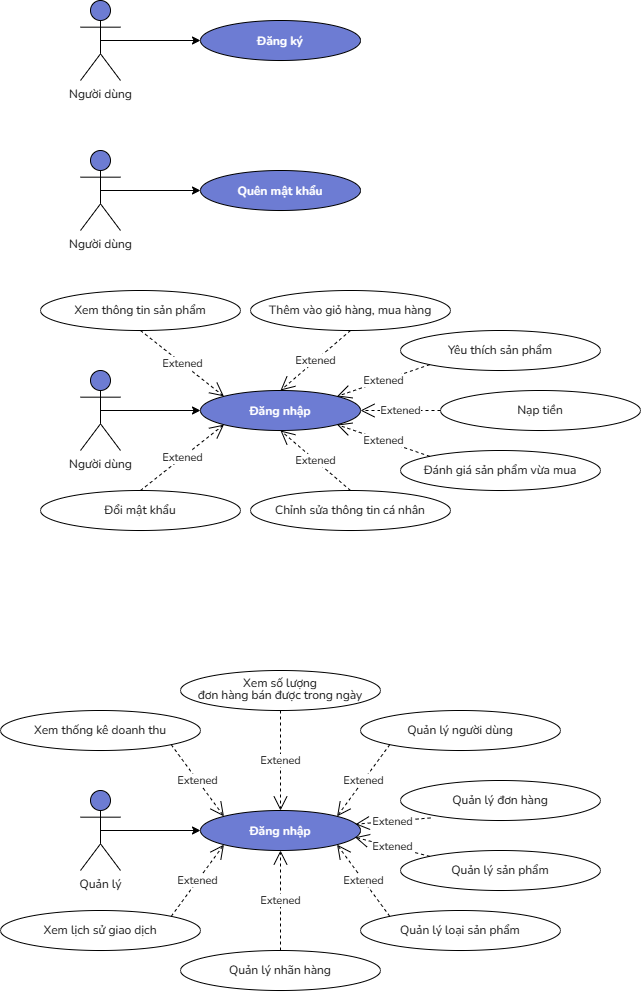 Đăng ký
Người dùng
Quên mật khẩu
Người dùng
Xem thông tin sản phẩm
Thêm vào giỏ hàng, mua hàng
Yêu thích sản phẩm
Extened
Extened
Extened
Đăng nhập
Extened
Nạp tiền
Người dùng
Extened
Extened
Extened
Đánh giá sản phẩm vừa mua
Đổi mật khẩu
Chỉnh sửa thông tin cá nhân
Xem số lượng
đơn hàng bán được trong ngày
Xem thống kê doanh thu
Quản lý người dùng
Extened
Extened
Extened
Quản lý đơn hàng
Extened
Đăng nhập
Extened
Quản lý sản phẩm
Quản lý
Extened
Extened
Extened
Xem lịch sử giao dịch
Quản lý loại sản phẩm
Quản lý nhãn hàng